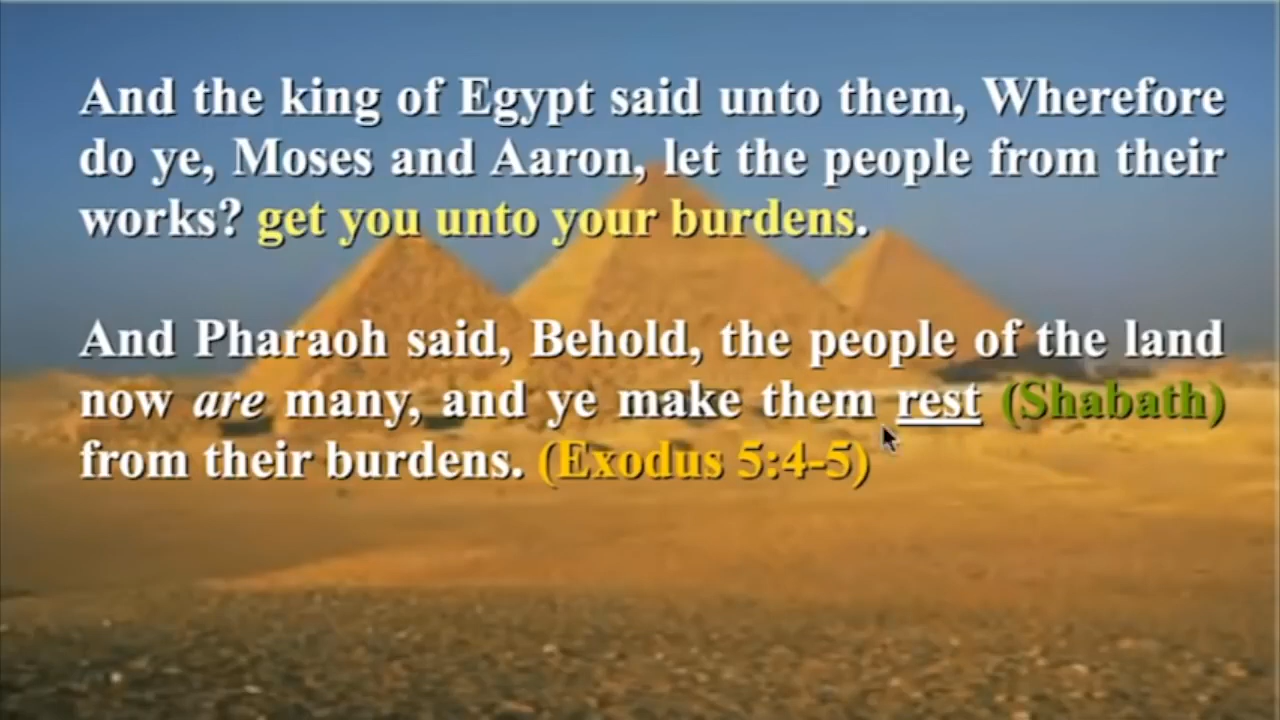 And the king of Egypt said unto them, Wherefore
do ye, Moses and Aaron, let the people from their
works? get you unto your burdens.
And Pharaoh said, Behold, the people of the land
now are many, and ye make them rest (Shabath)
from their burdens. (Exodus 5:4-5)